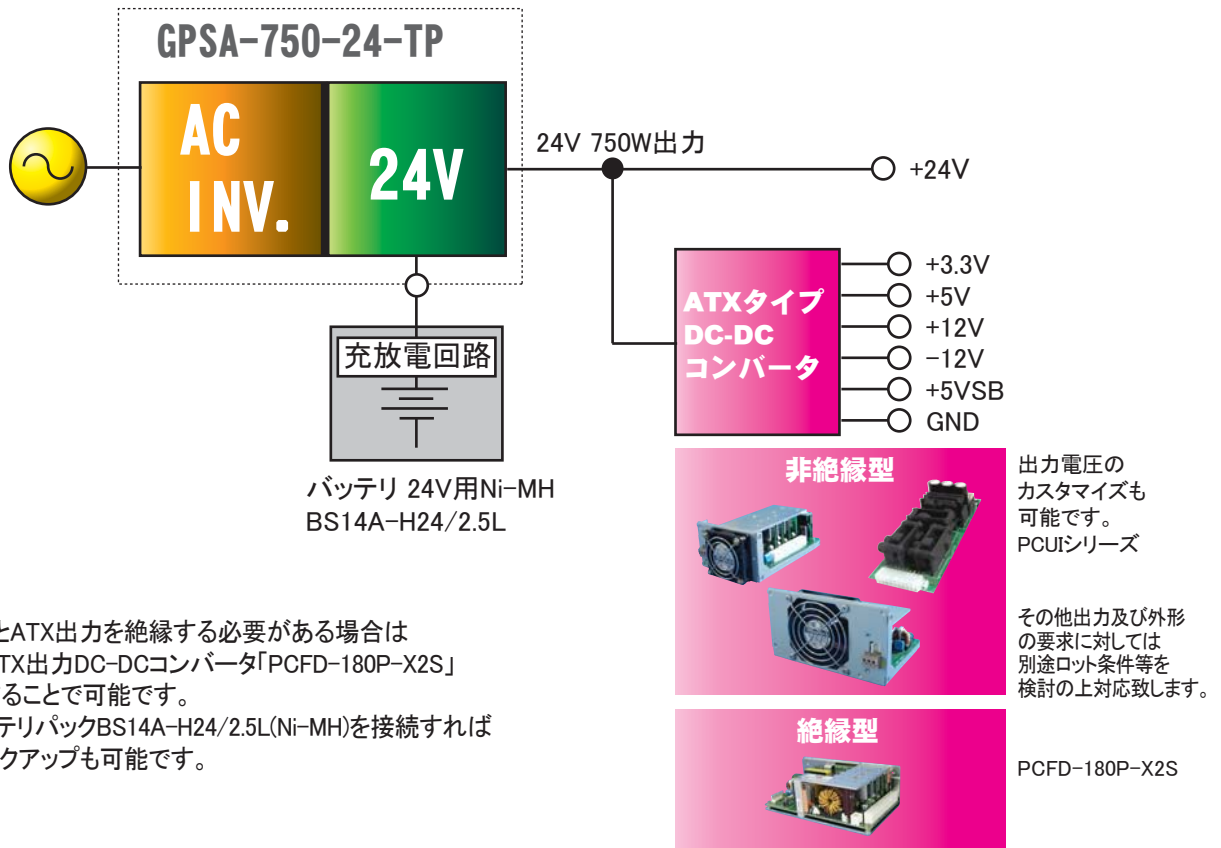 GPSA-750-24-TP
AC
INV.
24V
24V 750W出力
+24V
ATXタイプ
DC-DC
コンバータ
+3.3V
+5V
+12V
-12V
+5VSB
GND
充放電回路
バッテリ 24V用Ni-MH
BS14A-H24/2.5L
非絶縁型
出力電圧の
カスタマイズも
可能です。
PCUIシリーズ
その他出力及び外形
の要求に対しては
別途ロット条件等を
検討の上対応致します。
とATX出力を絶縁する必要がある場合は
TX出力DC-DCコンバータ「PCFD-180P-X2S」
することで可能です。
テリパックBS14A-H24/2.5L(Ni-MH)を接続すれば
クアップも可能です。
絶縁型
PCFD-180P-X2S